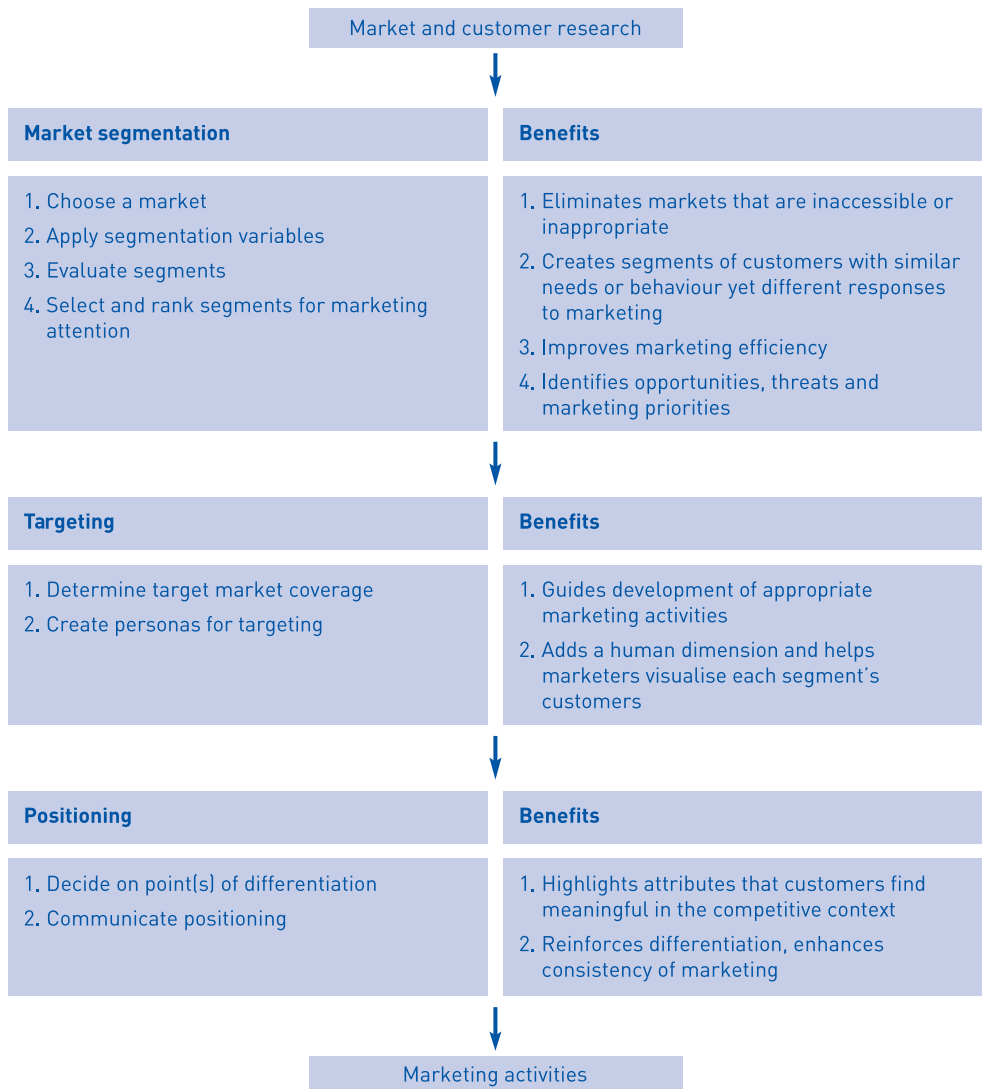 Market and customer research
Market segmentation
Benefits
1. Choose a market
2. Apply segmentation variables
3. Evaluate segments
4. Select and rank segments for marketing
attention
1. Eliminates markets that are inaccessible or
inappropriate
2. Creates segments of customers with similar
needs or behaviour yet different responses
to marketing
3. Improves marketing efficiency
4. Identifies opportunities, threats and
marketing priorities
Targeting
Benefits
1. Determine target market coverage
2. Create personas for targeting
1. Guides development of appropriate
marketing activities
2. Adds a human dimension and helps
marketers visualise each segment's
customers
Positioning
Benefits
1. Decide on point(s) of differentiation
2. Communicate positioning
1. Highlights attributes that customers find
meaningful in the competitive context
2. Reinforces differentiation, enhances
consistency of marketing
Marketing activities